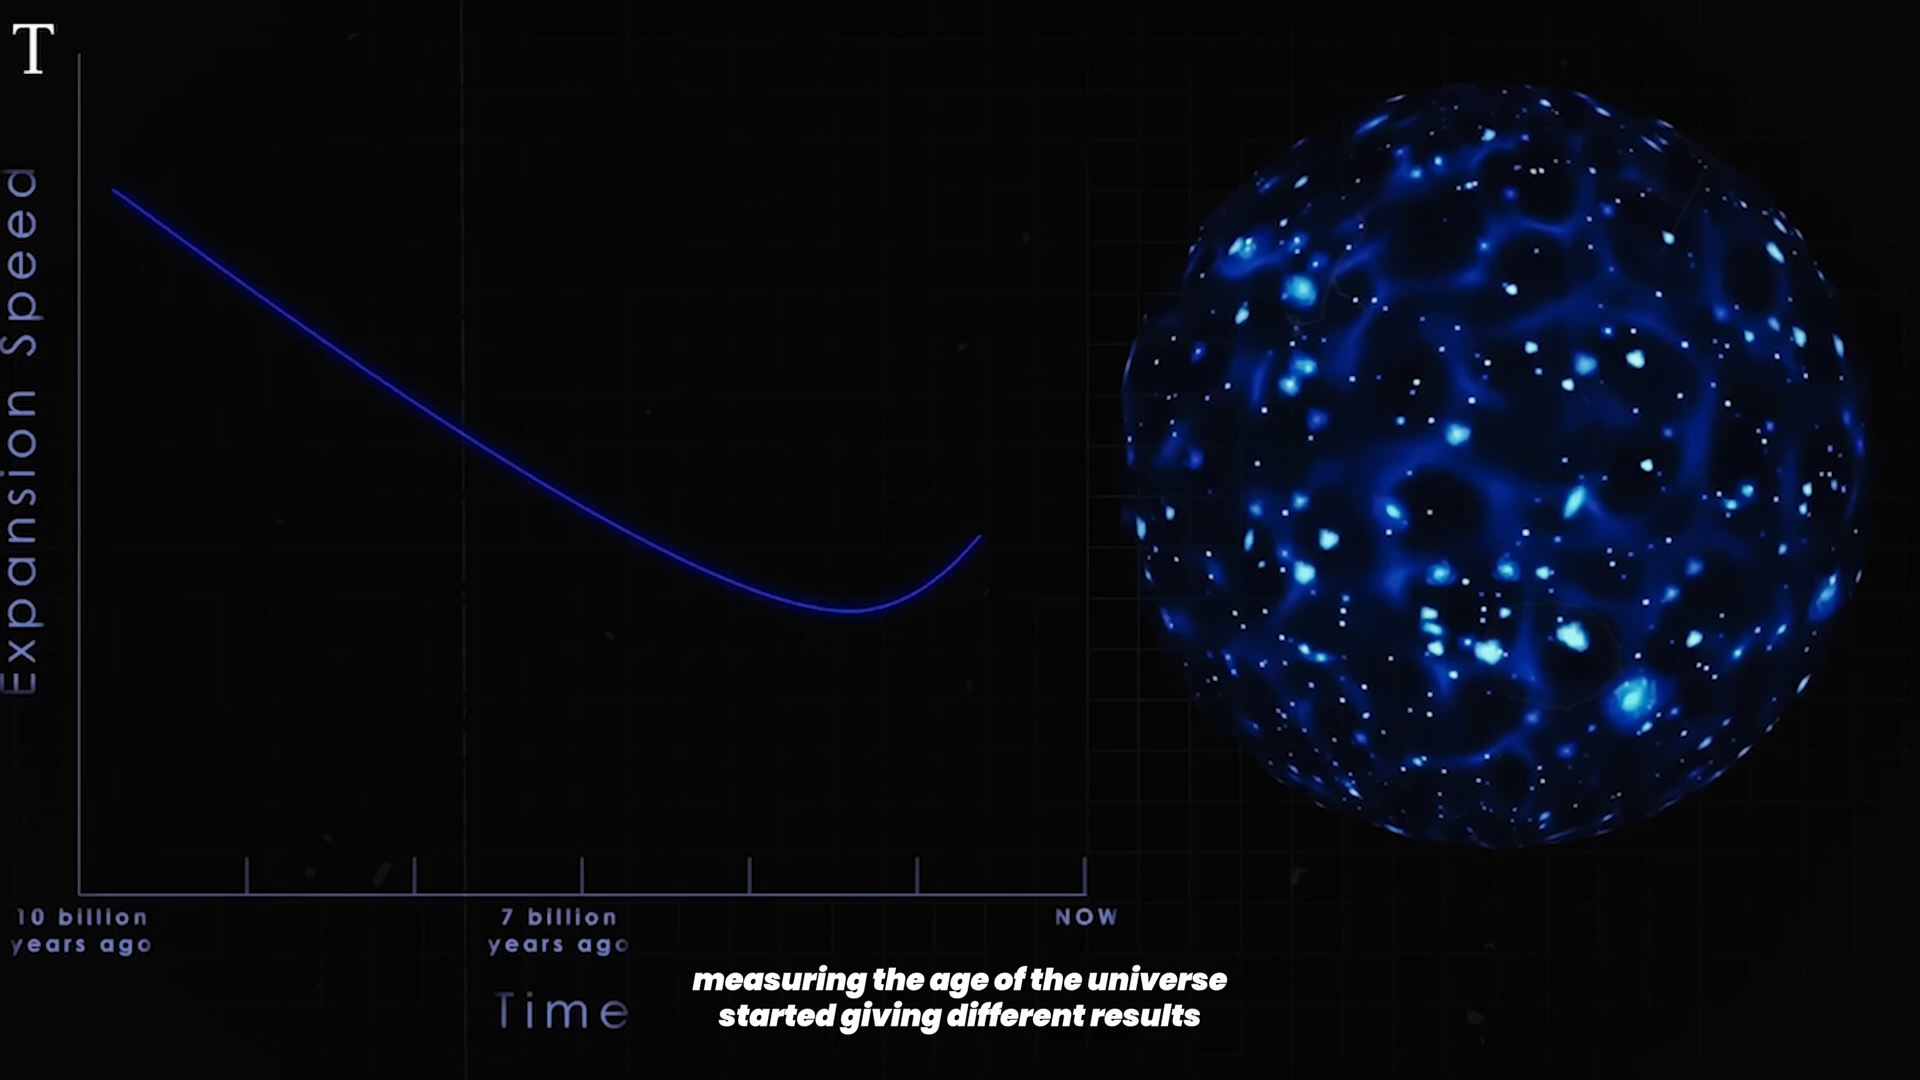 T
Expansion Speed
10 billion
years ago
7 billion
years ago
NOW
Time
measuring the age of the universe
started giving different results